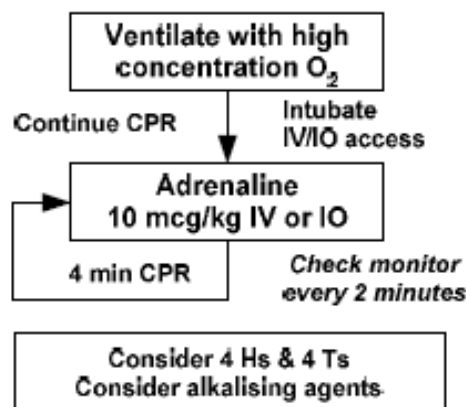 Ventilate with high
concentration O₂
Continue CPR
Intubate
IV/IO access
Adrenaline
10 mcg/kg IV or IO
4 min CPR
Check monitor
every 2 minutes
Consider 4 Hs & 4 Ts
Consider alkalising agents